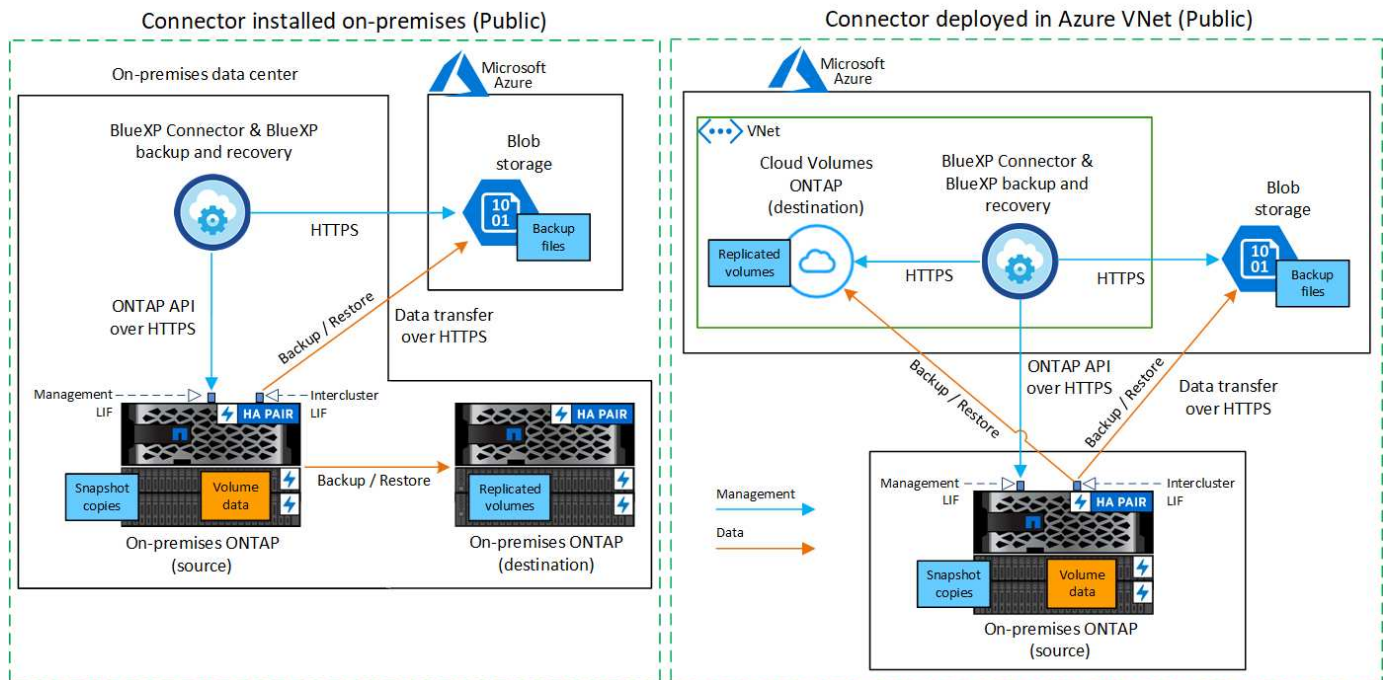 Connector installed on-premises (Public)
On-premises data center
Microsoft
Azure
BlueXP Connector & BlueXP
backup and recovery
Blob
storage
10
01
Backup
files
HTTPS
ONTAP API
over HTTPS
Backup / Restore
Data transfer
over HTTPS
Management
LIF
Intercluster
LIF
HA PAIR
HA PAIR
Snapshot
copies
Volume
data
Backup / Restore
Replicated
volumes
On-premises ONTAP
(source)
On-premises ONTAP
(destination)
Connector deployed in Azure VNet (Public)
Microsoft
Azure
VNet
Cloud Volumes
ONTAP
(destination)
BlueXP Connector &
BlueXP backup and
recovery
Blob
storage
Replicated
volumes
HTTPS
HTTPS
10
01
Backup
files
Backup / Restore
ONTAP API
over HTTPS
Backup / Restore
Data transfer
over HTTPS
Management
Data
Management
LIF
Intercluster
LIF
HA PAIR
Snapshot
copies
Volume
data
On-premises ONTAP
(source)